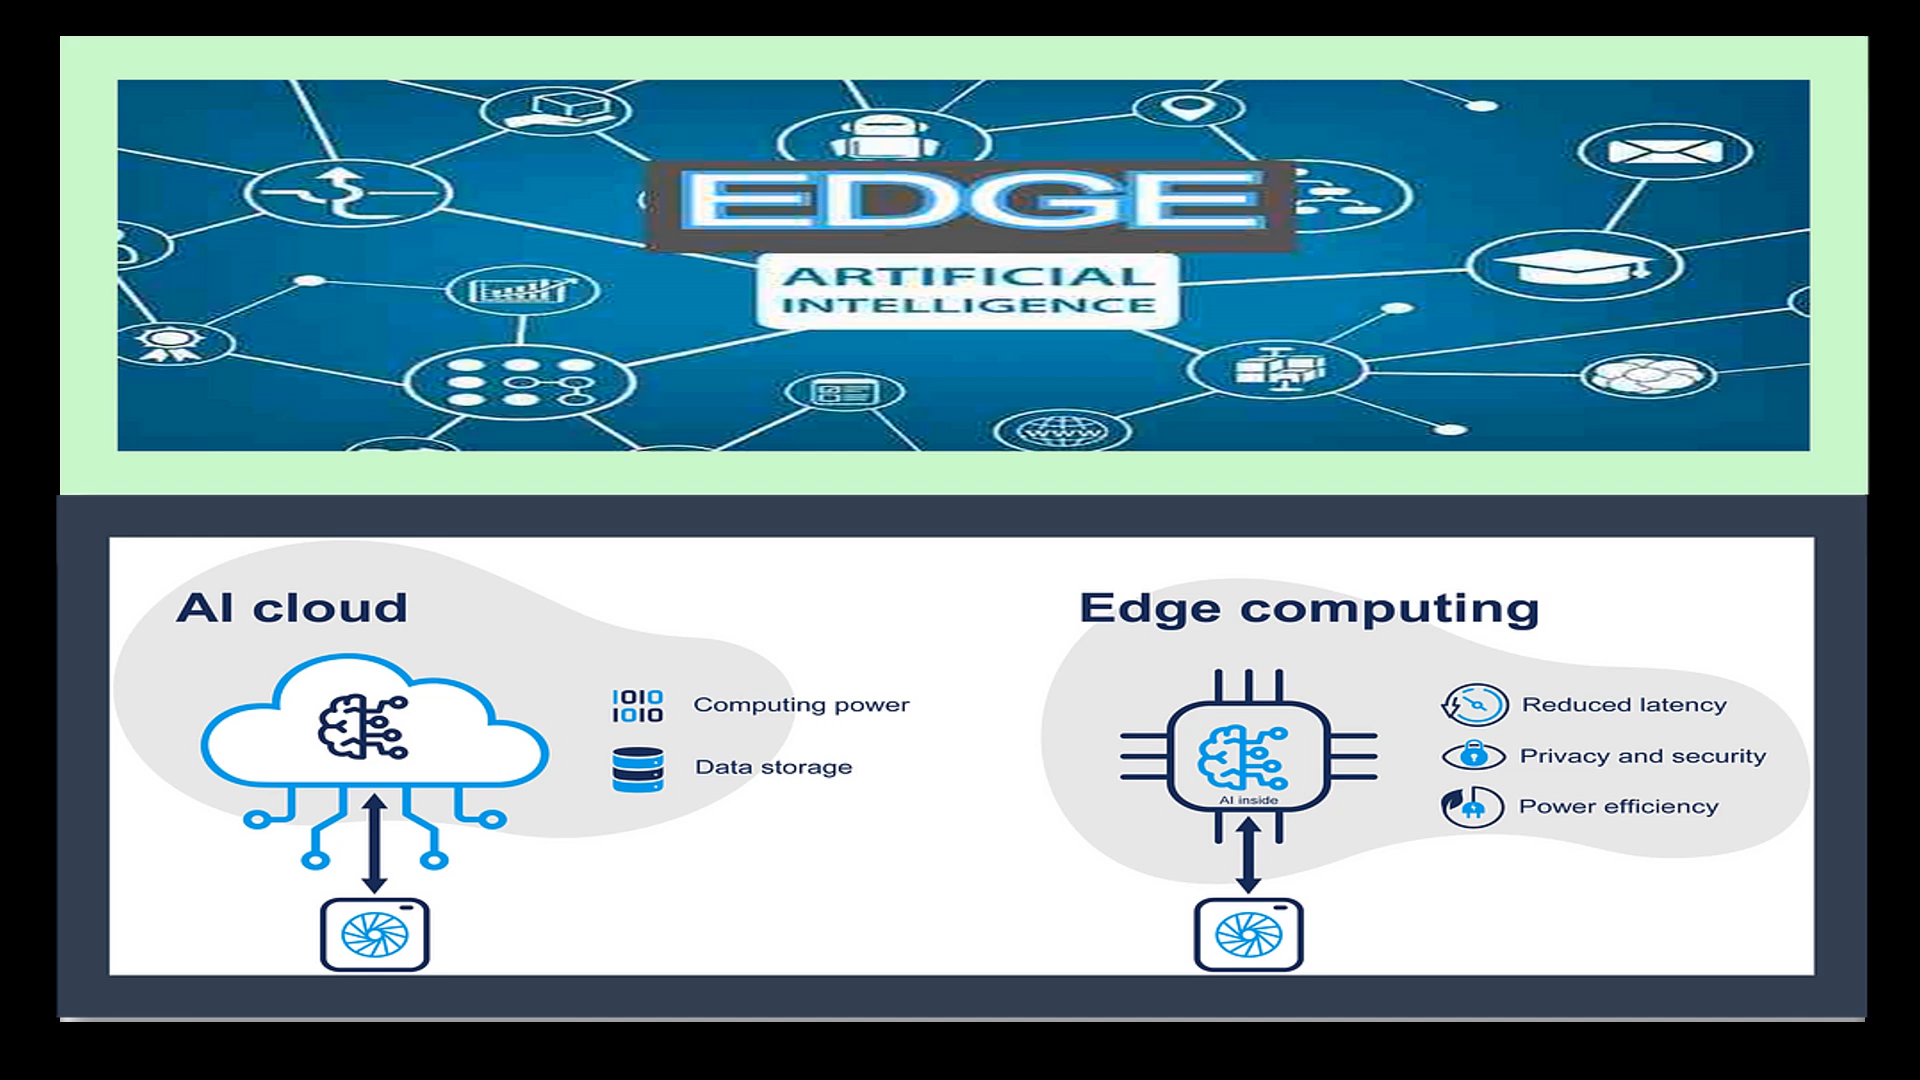 EDGE
ARTIFICIAL
INTELLIGENCE
www
AI cloud
1010
1010
Computing power
Data storage
Edge computing
AI inside
Reduced latency
Privacy and security
Power efficiency